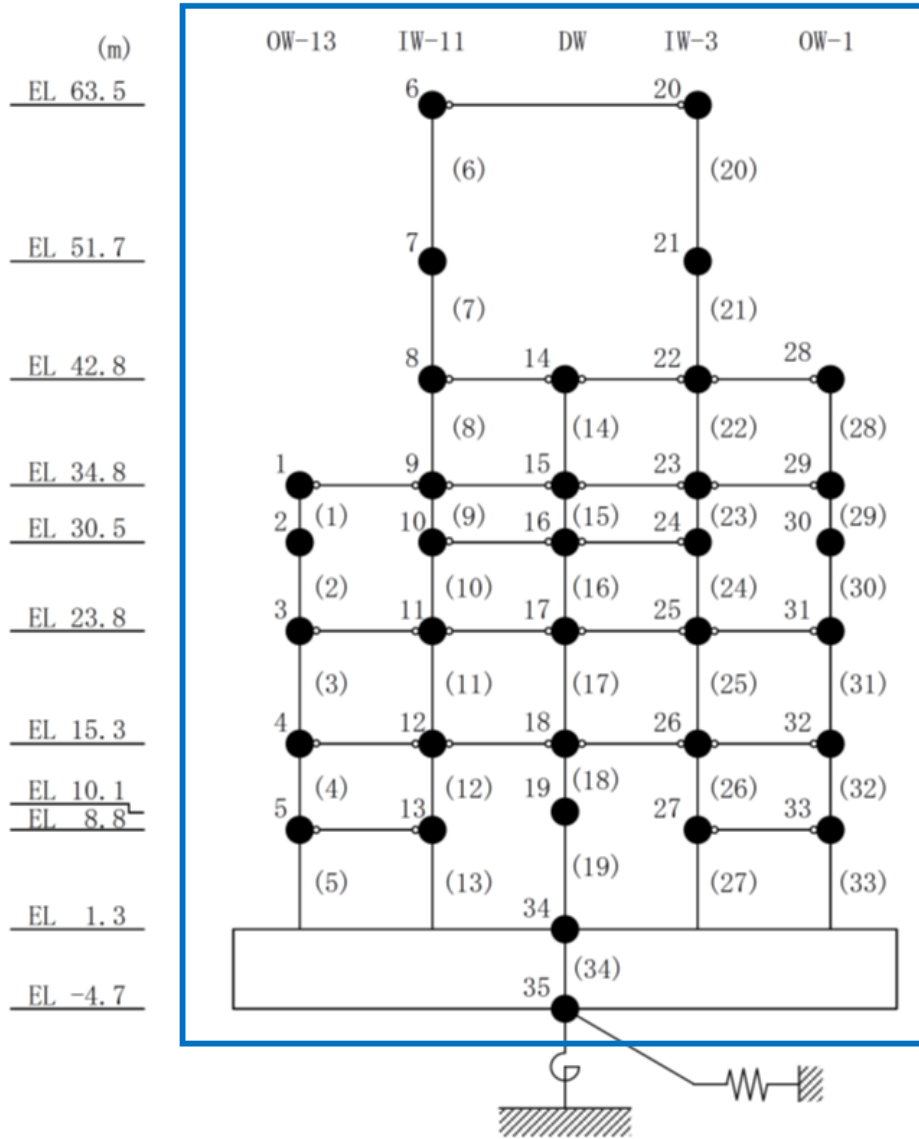 (m) OW-13 IW-11 DW IW-3 OW-1
EL 63.5 6 20
(6) (20)
EL 51.7 7 21
(7) (21)
EL 42.8 8 14 22 28
(8) (14) (22) (28)
EL 34.8 1 9 15 23 29
(1) (9) (15) (23) (29)
EL 30.5 2 10 16 24 30
(2) (10) (16) (24) (30)
EL 23.8 3 11 17 25 31
(3) (11) (17) (25) (31)
EL 15.3 4 12 18 26 32
(4) (12) (18) (26) (32)
EL 10.1 19
EL 8.8 5 13 27 33
(5) (13) (19) (27) (33)
EL 1.3 34
(34)
EL -4.7 35